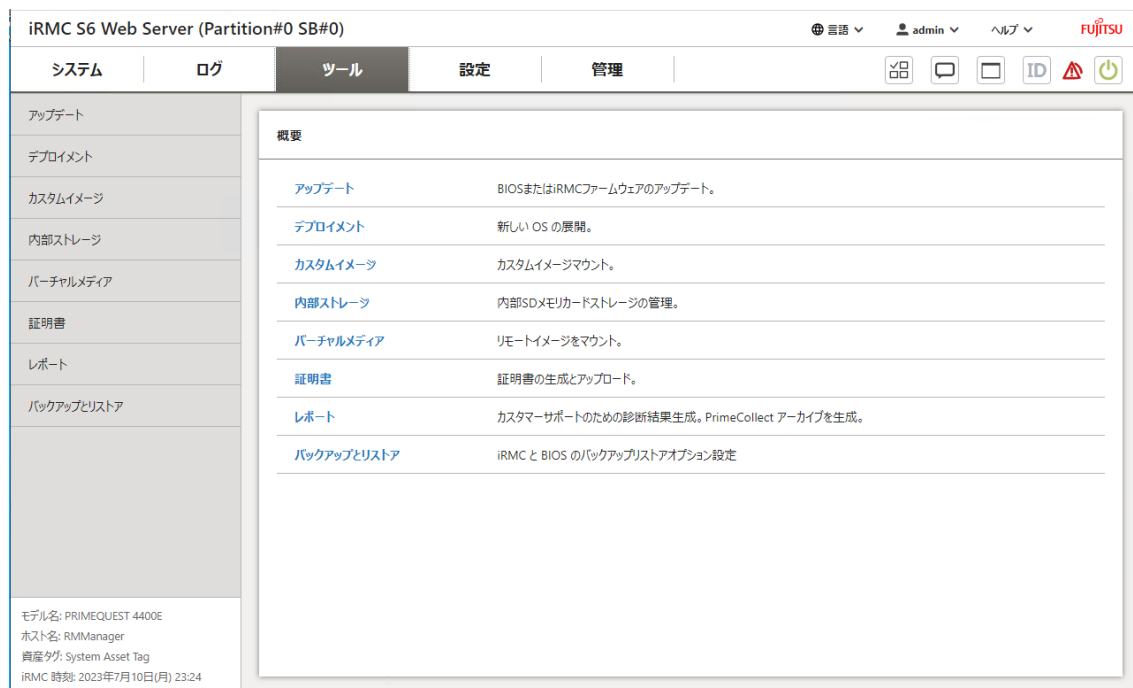 iRMC S6 Web Server (Partition#0 SB#0)
言語
admin
ヘルプ
FUJITSU
システム
ログ
ツール
設定
管理
ID
アップデート
デプロイメント
カスタムイメージ
内部ストレージ
バーチャルメディア
証明書
レポート
バックアップとリストア
概要
アップデート BIOSまたはiRMCファームウェアのアップデート。
デプロイメント 新しい OS の展開。
カスタムイメージ カスタムイメージマウント。
内部ストレージ 内部SDメモリカードストレージの管理。
バーチャルメディア リモートイメージをマウント。
証明書 証明書の生成とアップロード。
レポート カスタマーサポートのための診断結果生成。PrimeCollect アーカイブを生成。
バックアップとリストア iRMC と BIOS のバックアップリストアオプション設定
モデル名: PRIMEQUEST 4400E
ホスト名: RMManager
資産タグ: System Asset Tag
iRMC 時刻: 2023年7月10日(月) 23:24